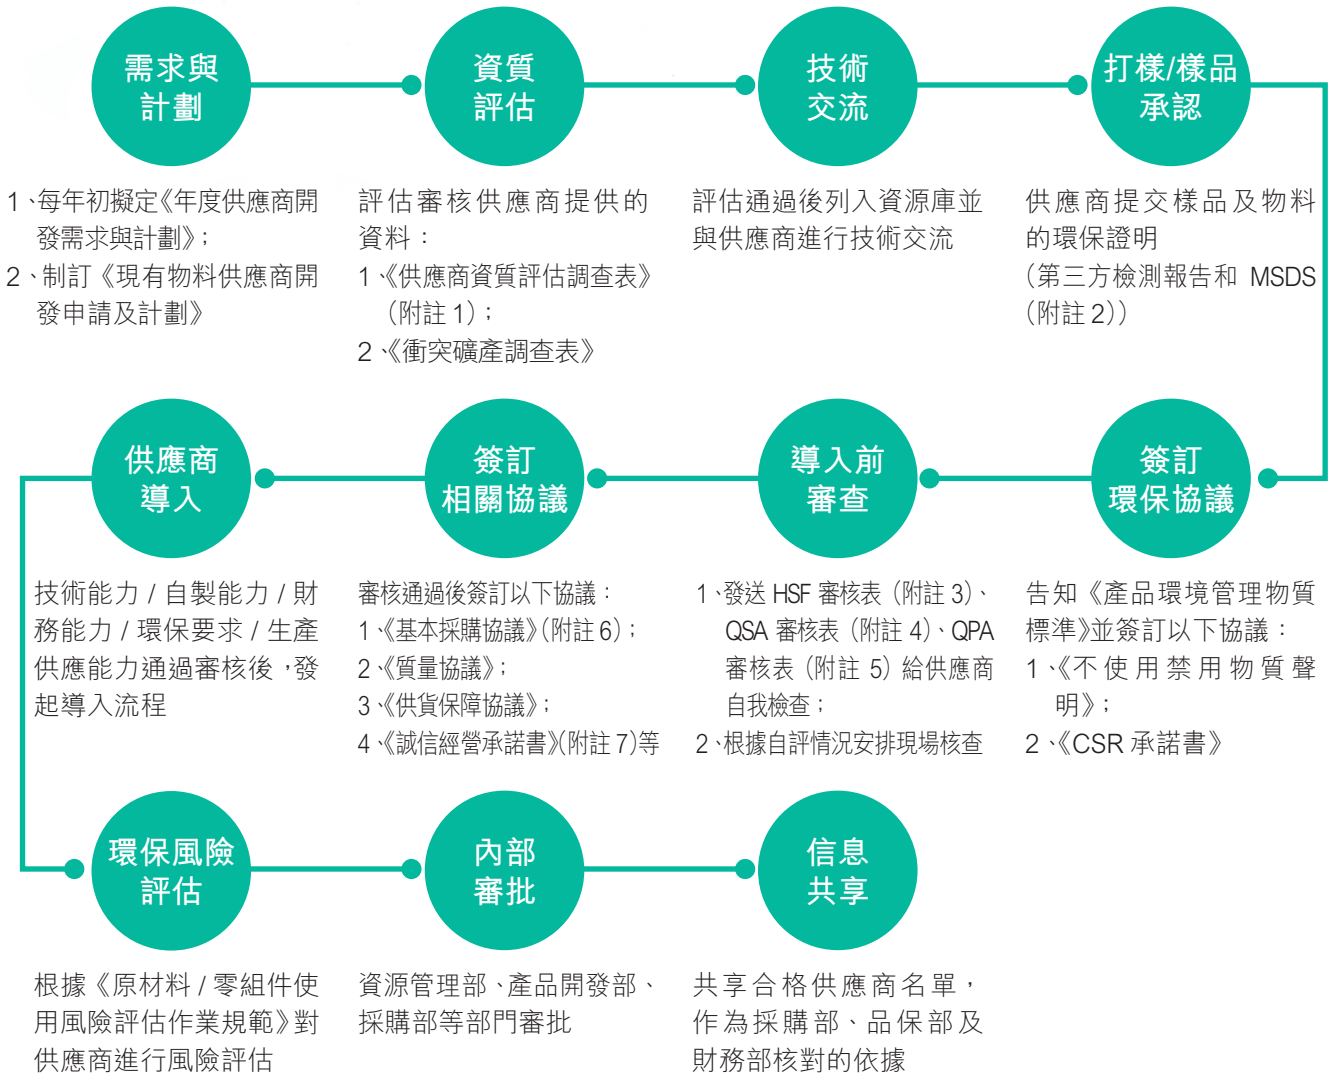 需求與
計劃
資質
評估
技術
交流
打樣/樣品
承認
1、每年初擬定《年度供應商開
發需求與計劃》；
2、制訂《現有物料供應商開
發申請及計劃》
評估審核供應商提供的
資料：
1、《供應商資質評估調查表》
（附註1）；
2、《衝突礦產調查表》
評估通過後列入資源庫並
與供應商進行技術交流
供應商提交樣品及物料
的環保證明
（第三方檢測報告和 MSDS
（附註2））
供應商
導入
簽訂
相關協議
導入前
審查
簽訂
環保協議
技術能力 / 自製能力 / 財
務能力 / 環保要求 / 生產
供應能力通過審核後，發
起導入流程
審核通過後簽訂以下協議：
1、《基本採購協議》（附註6）；
2、《質量協議》；
3、《供貨保障協議》；
4、《誠信經營承諾書》（附註7）等
1、發送 HSF 審核表（附註3）、
QSA 審核表（附註4）、QPA
審核表（附註5）給供應商
自我檢查；
2、根據自評情況安排現場核查
告知《產品環境管理物質
標準》並簽訂以下協議：
1、《不使用禁用物質聲
明》；
2、《CSR 承諾書》
環保風險
評估
內部
審批
信息
共享
根據《原材料 / 零組件使
用風險評估作業規範》對
供應商進行風險評估
資源管理部、產品開發部、
採購部等部門審批
共享合格供應商名單，
作為採購部、品保部及
財務部核對的依據